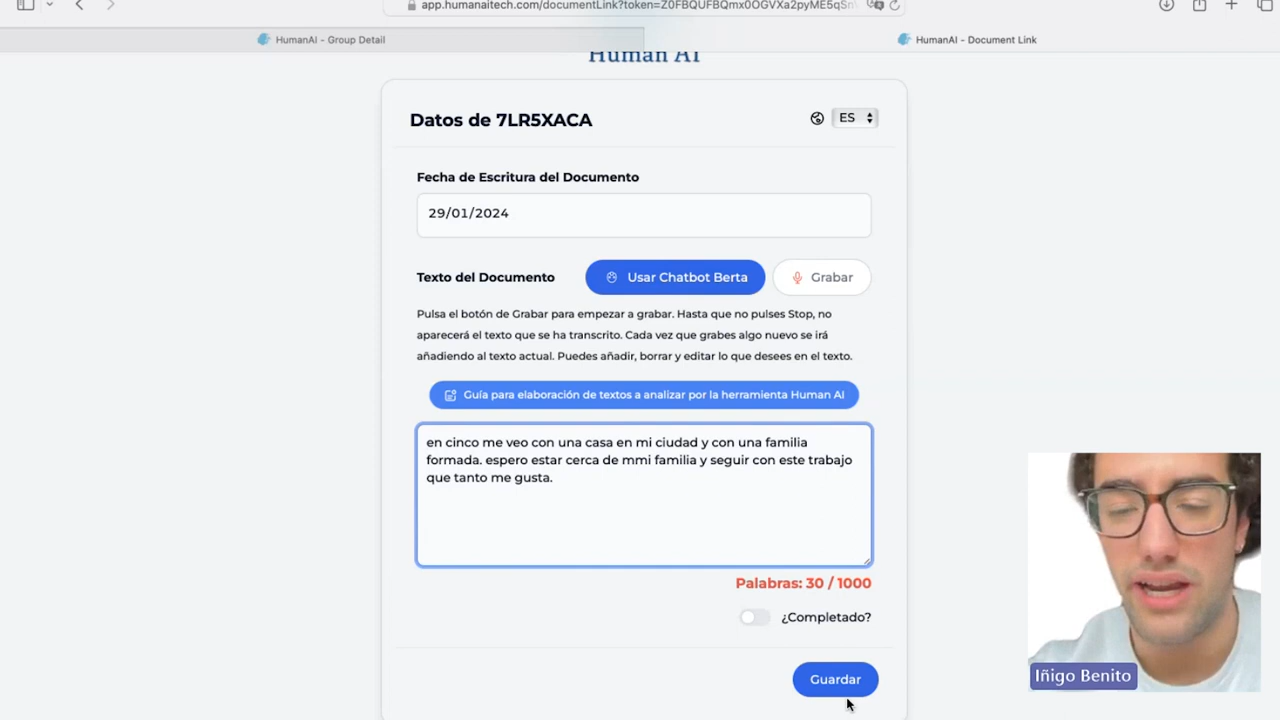 app.humanaitech.com/documentLink?token=Z0FBQUFBQmx0OGVXa2pyME5qSn
HumanAI - Group Detail
HumanAI - Document Link
Human AI
Datos de 7LR5XACA
ES
Fecha de Escritura del Documento
29/01/2024
Texto del Documento
Usar Chatbot Berta
Grabar
Pulsa el botón de Grabar para empezar a grabar. Hasta que no pulses Stop, no
aparecerá el texto que se ha transcrito. Cada vez que grabes algo nuevo se irá
añadiendo al texto actual. Puedes añadir, borrar y editar lo que desees en el texto.
Guía para elaboración de textos a analizar por la herramienta Human AI
en cinco me veo con una casa en mi ciudad y con una familia
formada. espero estar cerca de mmi familia y seguir con este trabajo
que tanto me gusta.
Palabras: 30 / 1000
¿Completado?
Guardar
Iñigo Benito